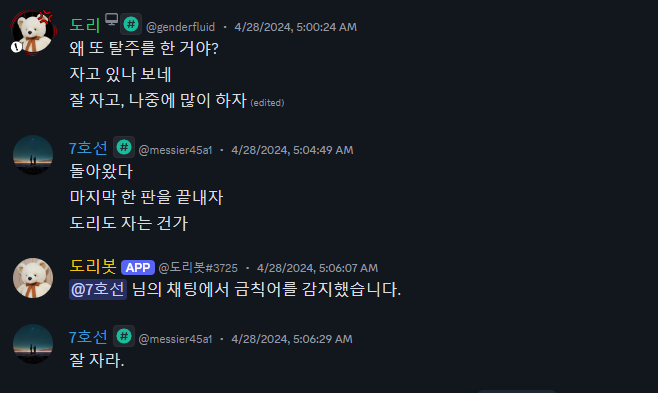 도리 @genderfluid • 4/28/2024, 5:00:24 AM
왜 또 탈주를 한 거야?
자고 있나 보네
잘 자고, 나중에 많이 하자 (edited)
7호선 @messier45a1 • 4/28/2024, 5:04:49 AM
돌아왔다
마지막 한 판을 끝내자
도리도 자는 건가
도리봇 APP @도리봇#3725 • 4/28/2024, 5:06:07 AM
@7호선 님의 채팅에서 금칙어를 감지했습니다.
7호선 @messier45a1 • 4/28/2024, 5:06:29 AM
잘 자라.